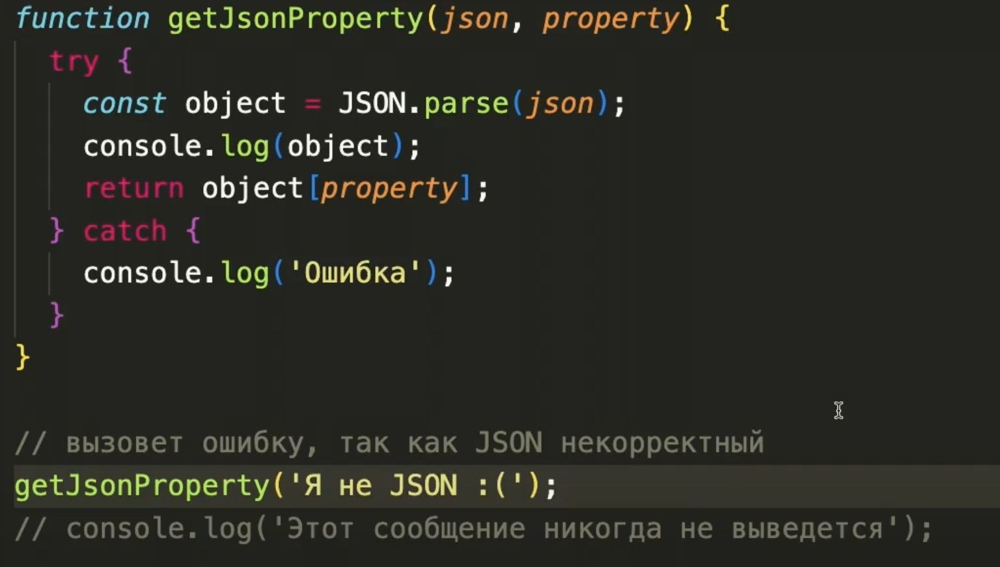 function getJsonProperty(json, property) {
try {
const object = JSON.parse(json);
console.log(object);
return object[property];
} catch {
console.log('Ошибка');
}
}
// вызовет ошибку, так как JSON некорректный
getJsonProperty('Я не JSON :(');
// console.log('Этот сообщение никогда не выведется');